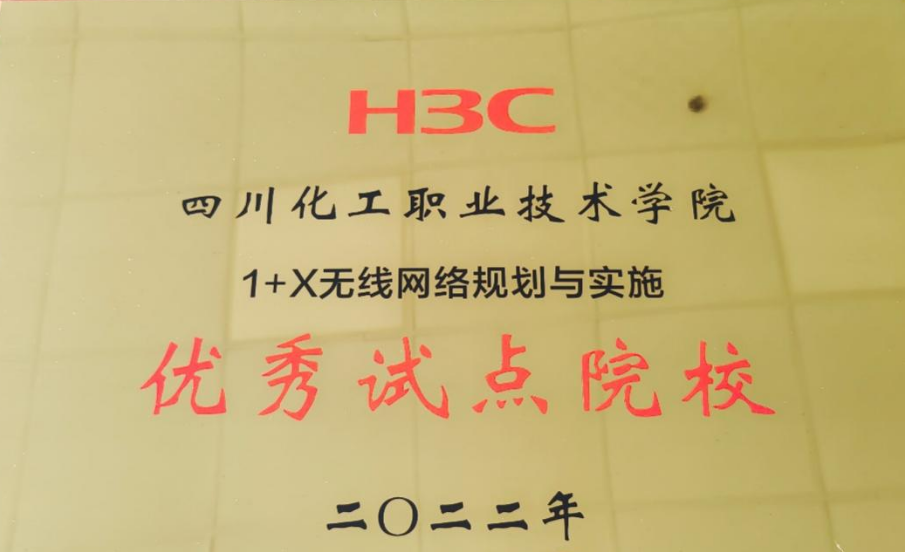 H3C
四川化工职业技术学院
1+X无线网络规划与实施
优秀试点院校
二〇二二年